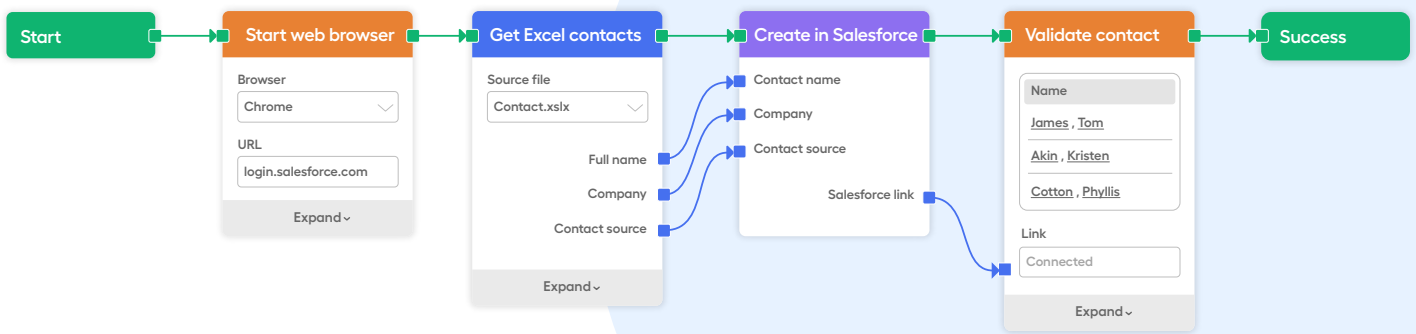 Start
Start web browser
Browser
Chrome
URL
login.salesforce.com
Expand
Get Excel contacts
Source file
Contact.xslx
Full name
Company
Contact source
Expand
Create in Salesforce
Contact name
Company
Contact source
Salesforce link
Validate contact
Name
James , Tom
Akin , Kristen
Cotton , Phyllis
Link
Connected
Expand
Success